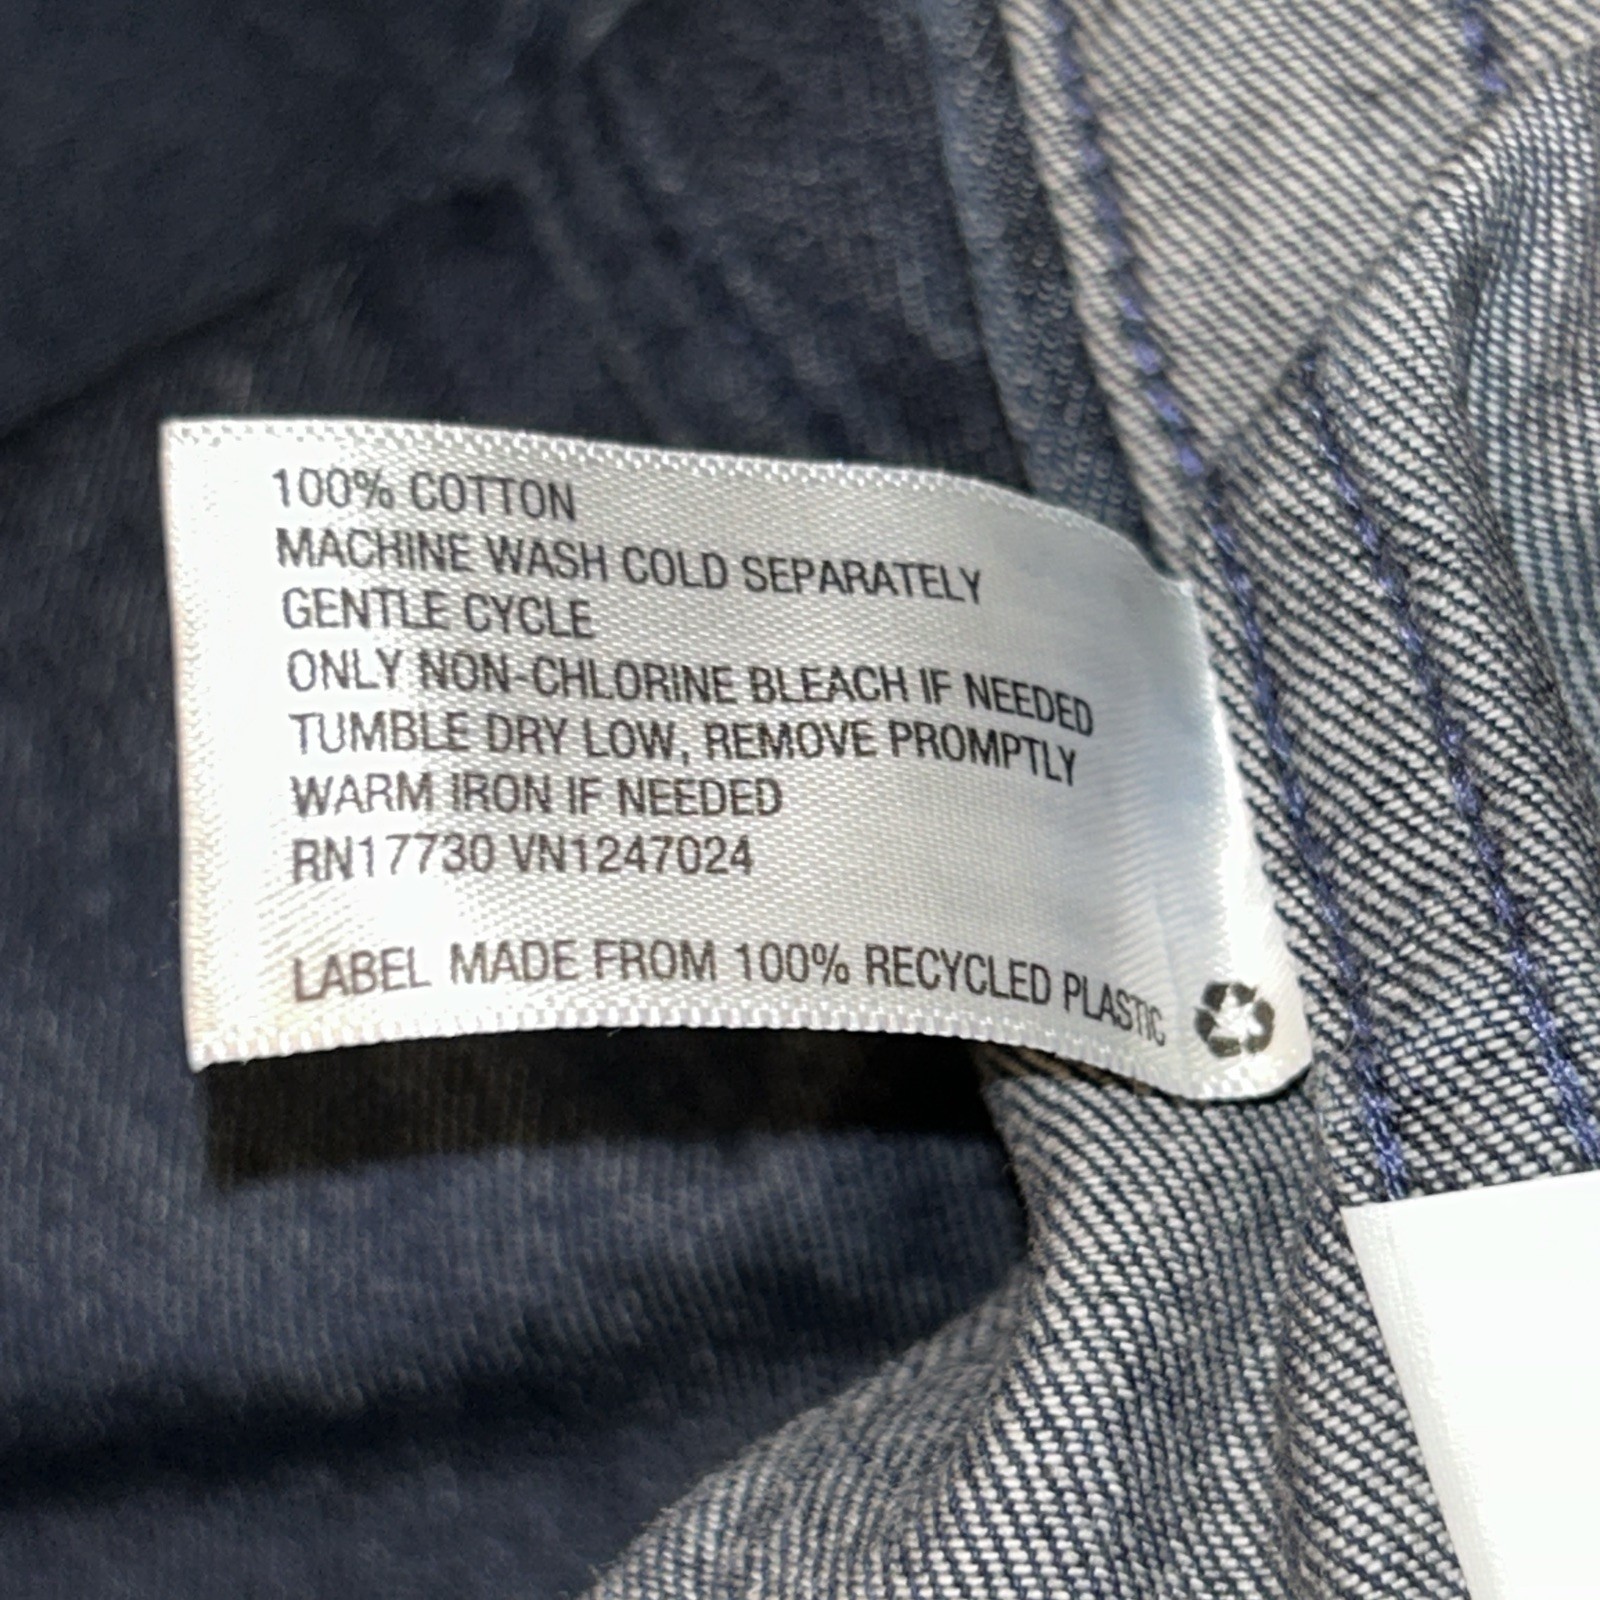 100% COTTON
MACHINE WASH COLD SEPARATELY
GENTLE CYCLE
ONLY NON-CHLORINE BLEACH IF NEEDED
TUMBLE DRY LOW, REMOVE PROMPTLY
WARM IRON IF NEEDED
RN17730 VN1247024
LABEL MADE FROM 100% RECYCLED PLASTIC